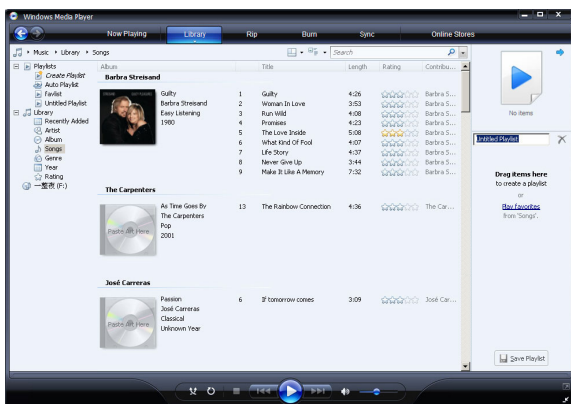 Windows Media Player
Now Playing Library Rip Burn Sync Online Stores
Music Library Songs Search
Playlists
Create Playlist
Auto Playlist
Favlist
Untitled Playlist
Library
Recently Added
Artist
Album
Songs
Genre
Year
Rating
一整夜 (F:)
Album Title Length Rating Contribu...
Barbra Streisand
Guilty
Barbra Streisand
Easy Listening
1980
1 Guilty 4:26 Barbra S...
2 Woman In Love 3:53 Barbra S...
3 Run Wild 4:08 Barbra S...
4 Promises 4:23 Barbra S...
5 The Love Inside 5:08 Barbra S...
6 What Kind Of Fool 4:07 Barbra S...
7 Life Story 4:37 Barbra S...
8 Never Give Up 3:44 Barbra S...
9 Make It Like A Memory 7:32 Barbra S...
The Carpenters
Paste Art Here
As Time Goes By
The Carpenters
Pop
2001
13 The Rainbow Connection 4:36 The Car...
José Carreras
Paste Art Here
Passion
José Carreras
Classical
Unknown Year
6 If tomorrow comes 3:09 José Car...
No items
Untitled Playlist
Drag items here
to create a playlist
or
Play favorites
from 'Songs'.
Save Playlist